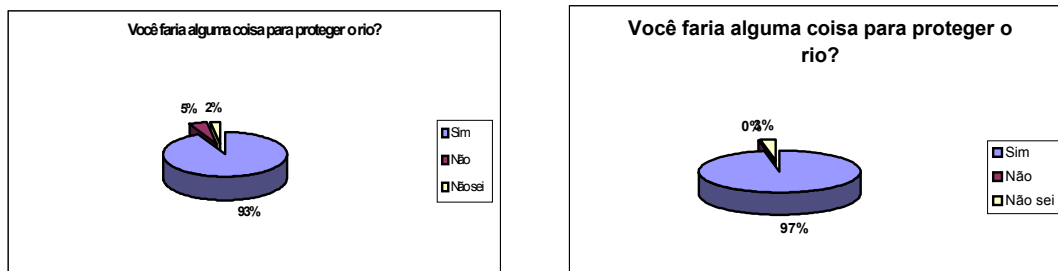 Você faria alguma coisa para proteger o rio?
5% 2%
93%
Sim
Não
Não sei
Você faria alguma coisa para proteger o
rio?
0% 3%
97%
Sim
Não
Não sei